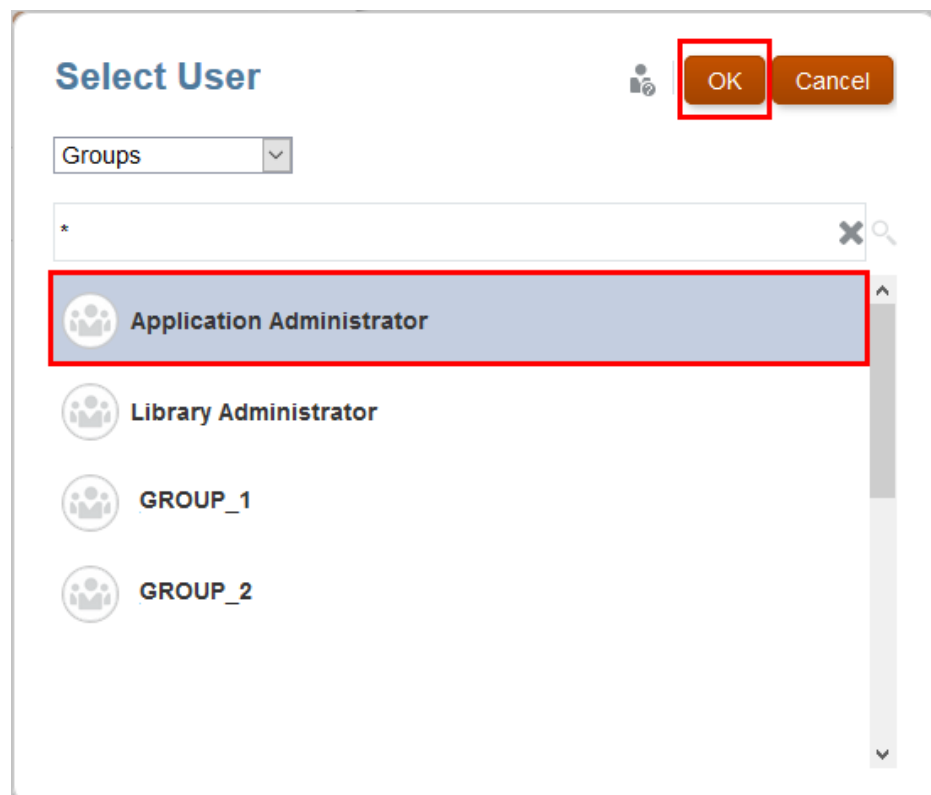 Select User
OK
Cancel
Groups
*
Application Administrator
Library Administrator
GROUP_1
GROUP_2